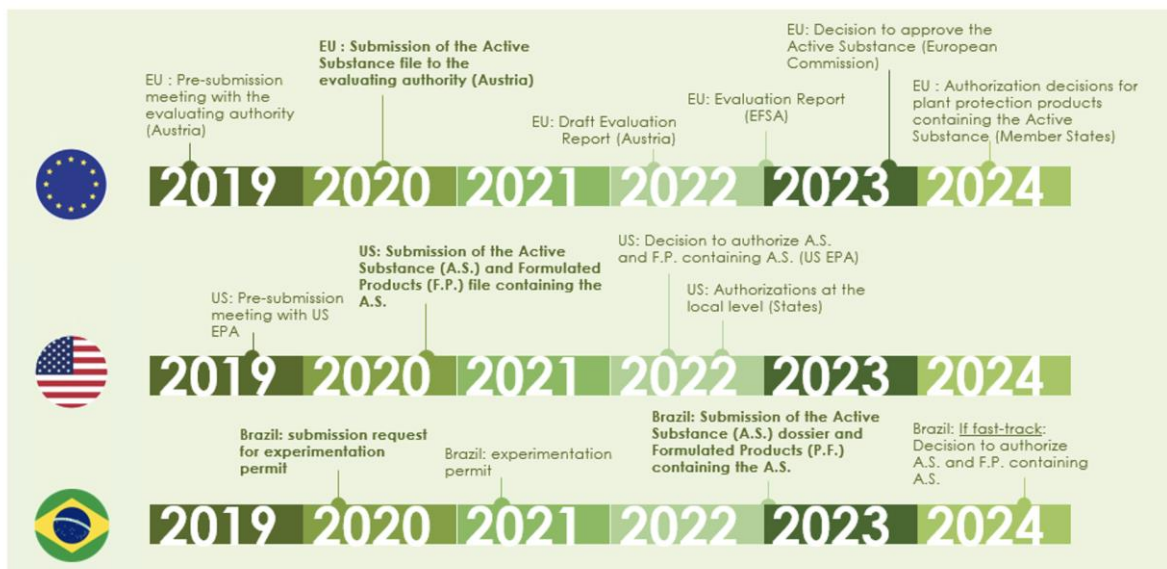 EU : Pre-submission
meeting with the
evaluating authority
(Austria)
EU : Submission of the Active
Substance file to the
evaluating authority (Austria)
EU: Draft Evaluation
Report (Austria)
EU: Evaluation Report
(EFSA)
EU: Decision to approve the
Active Substance (European
Commission)
EU : Authorization decisions for
plant protection products
containing the Active
Substance (Member States)
2019 2020 2021 2022 2023 2024
US: Pre-submission
meeting with US
EPA
US: Submission of the Active
Substance (A.S.) and Formulated
Products (F.P.) file containing the
A.S.
US: Decision to authorize A.S.
and F.P. containing A.S. (US EPA)
US: Authorizations at the
local level (States)
2019 2020 2021 2022 2023 2024
Brazil: submission request
for experimentation
permit
Brazil: experimentation
permit
Brazil: Submission of the Active
Substance (A.S.) dossier and
Formulated Products (P.F.)
containing the A.S.
Brazil: If fast-track:
Decision to authorize
A.S. and F.P. containing
A.S.
2019 2020 2021 2022 2023 2024